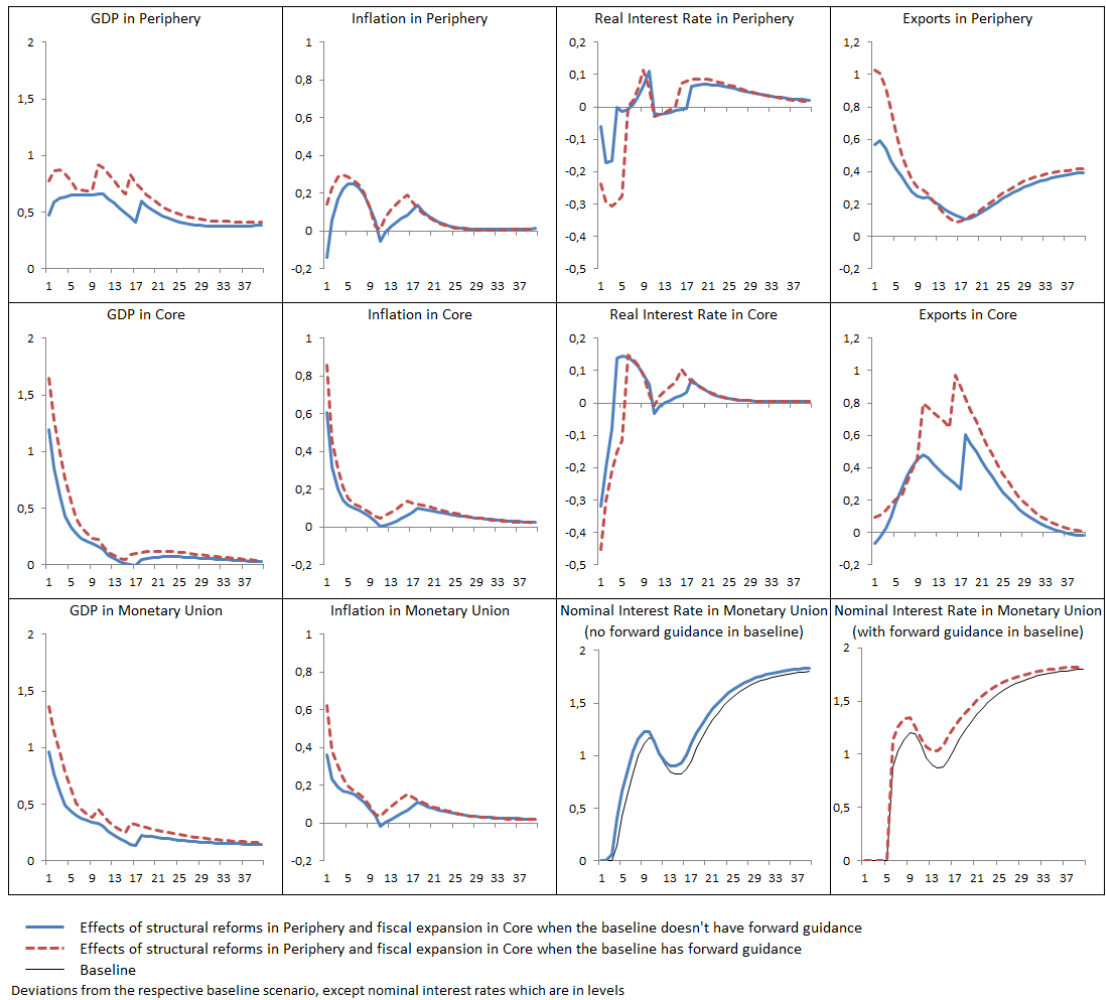 GDP in Periphery
2
1,5
1
0,5
0
1 5 9 13 17 21 25 29 33 37
Inflation in Periphery
1
0,8
0,6
0,4
0,2
0
-0,2
1 5 9 13 17 21 25 29 33 37
Real Interest Rate in Periphery
0,2
0,1
0
-0,1
-0,2
-0,3
-0,4
-0,5
1 5 9 13 17 21 25 29 33 37
Exports in Periphery
1,2
1
0,8
0,6
0,4
0,2
0
-0,2
1 5 9 13 17 21 25 29 33 37
GDP in Core
2
1,5
1
0,5
0
1 5 9 13 17 21 25 29 33 37
Inflation in Core
1
0,8
0,6
0,4
0,2
0
-0,2
1 5 9 13 17 21 25 29 33 37
Real Interest Rate in Core
0,2
0,1
0
-0,1
-0,2
-0,3
-0,4
-0,5
1 5 9 13 17 21 25 29 33 37
Exports in Core
1,2
1
0,8
0,6
0,4
0,2
0
-0,2
1 5 9 13 17 21 25 29 33 37
GDP in Monetary Union
2
1,5
1
0,5
0
1 5 9 13 17 21 25 29 33 37
Inflation in Monetary Union
1
0,8
0,6
0,4
0,2
0
-0,2
1 5 9 13 17 21 25 29 33 37
Nominal Interest Rate in Monetary Union
(no forward guidance in baseline)
2
1,5
1
0,5
0
1 5 9 13 17 21 25 29 33 37
Nominal Interest Rate in Monetary Union
(with forward guidance in baseline)
2
1,5
1
0,5
0
1 5 9 13 17 21 25 29 33 37
Effects of structural reforms in Periphery and fiscal expansion in Core when the baseline doesn't have forward guidance
Effects of structural reforms in Periphery and fiscal expansion in Core when the baseline has forward guidance
Baseline
Deviations from the respective baseline scenario, except nominal interest rates which are in levels